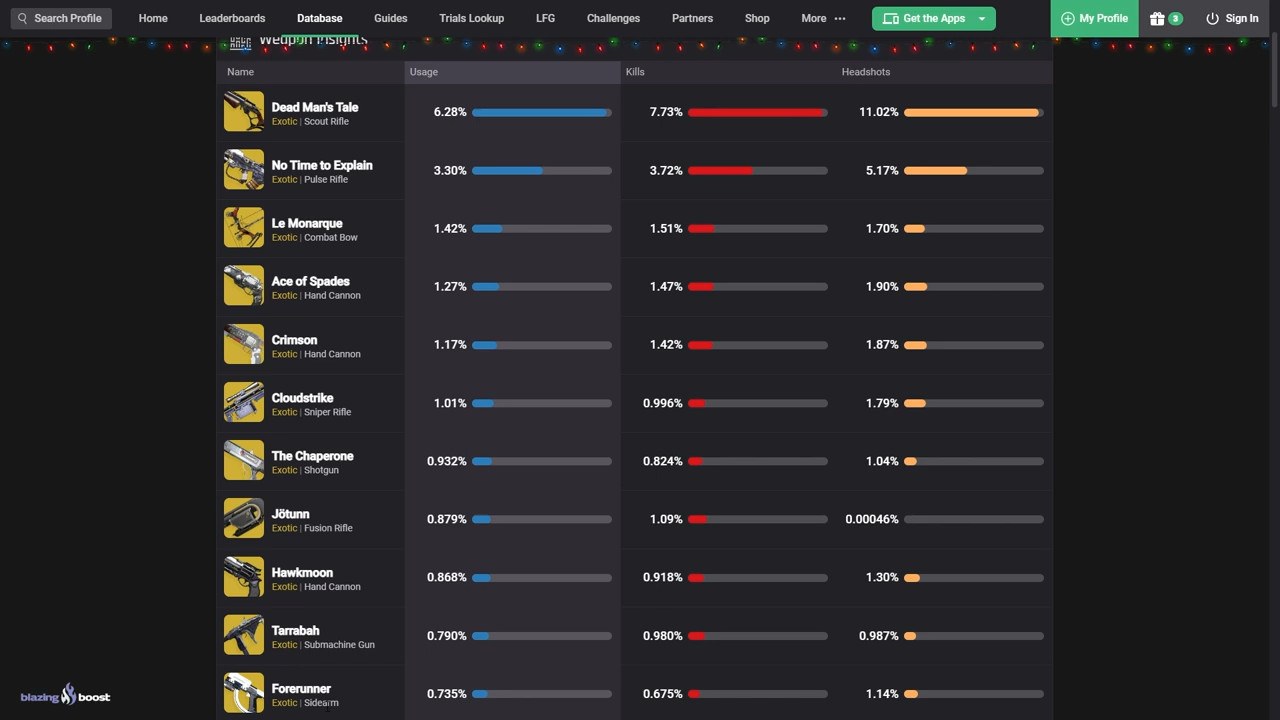 Search Profile Home Leaderboards Database Guides Trials Lookup LFG Challenges Partners Shop More ••• Get the Apps My Profile 3 Sign In
Weapon Insights
Name Usage Kills Headshots
Dead Man's Tale
Exotic | Scout Rifle
6.28% 7.73% 11.02%
No Time to Explain
Exotic | Pulse Rifle
3.30% 3.72% 5.17%
Le Monarque
Exotic | Combat Bow
1.42% 1.51% 1.70%
Ace of Spades
Exotic | Hand Cannon
1.27% 1.47% 1.90%
Crimson
Exotic | Hand Cannon
1.17% 1.42% 1.87%
Cloudstrike
Exotic | Sniper Rifle
1.01% 0.996% 1.79%
The Chaperone
Exotic | Shotgun
0.932% 0.824% 1.04%
Jötunn
Exotic | Fusion Rifle
0.879% 1.09% 0.00046%
Hawkmoon
Exotic | Hand Cannon
0.868% 0.918% 1.30%
Tarrabah
Exotic | Submachine Gun
0.790% 0.980% 0.987%
Forerunner
Exotic | Sidearm
0.735% 0.675% 1.14%
blazing boost